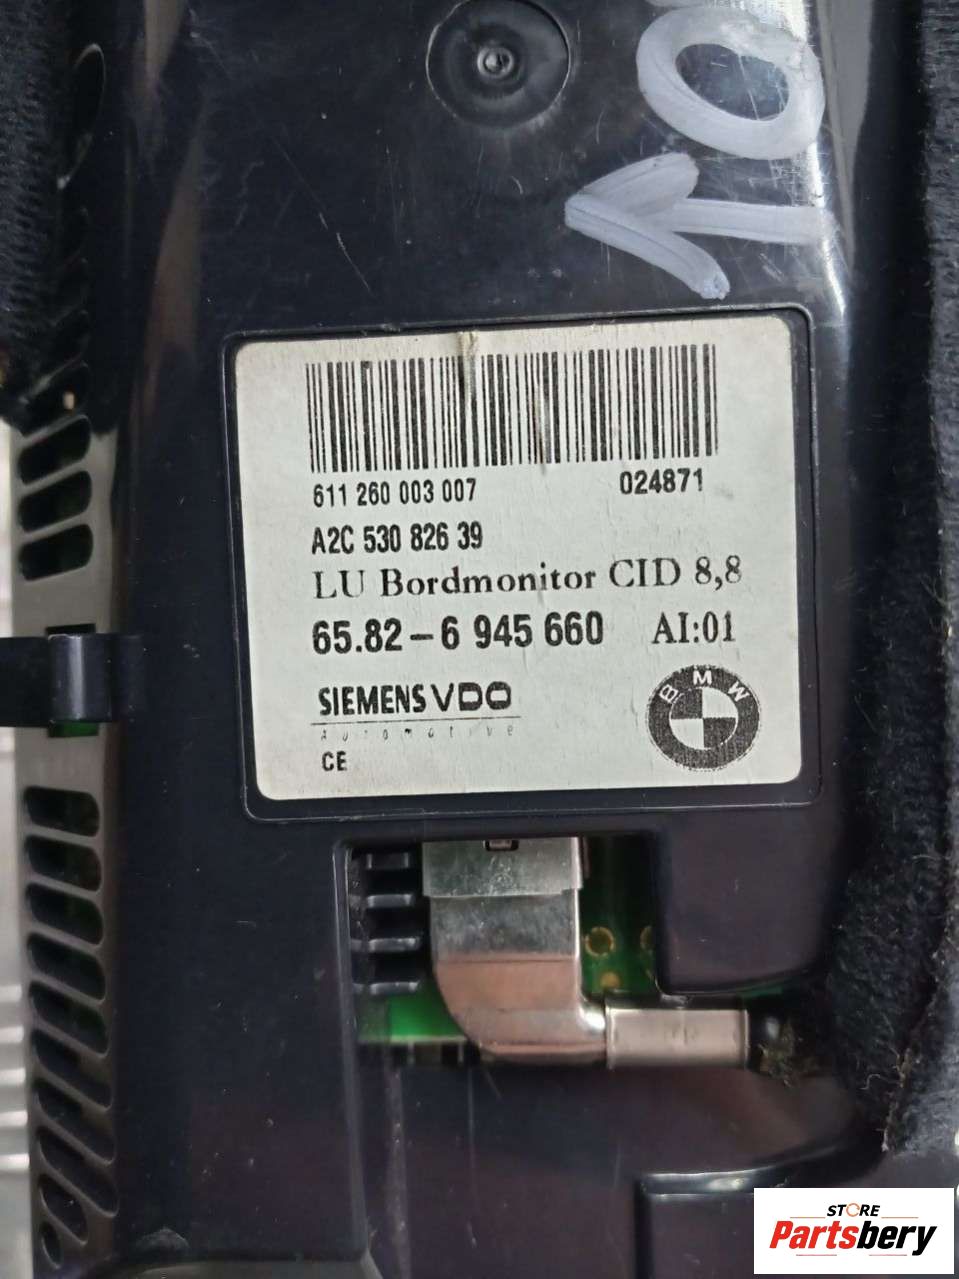 10
611 260 003 007 024871
A2C 530 826 39
LU Bordmonitor CID 8,8
65.82-6 945 660 AI:01
SIEMENS VDO
Automotive
CE
BMW
STORE
Partsbery